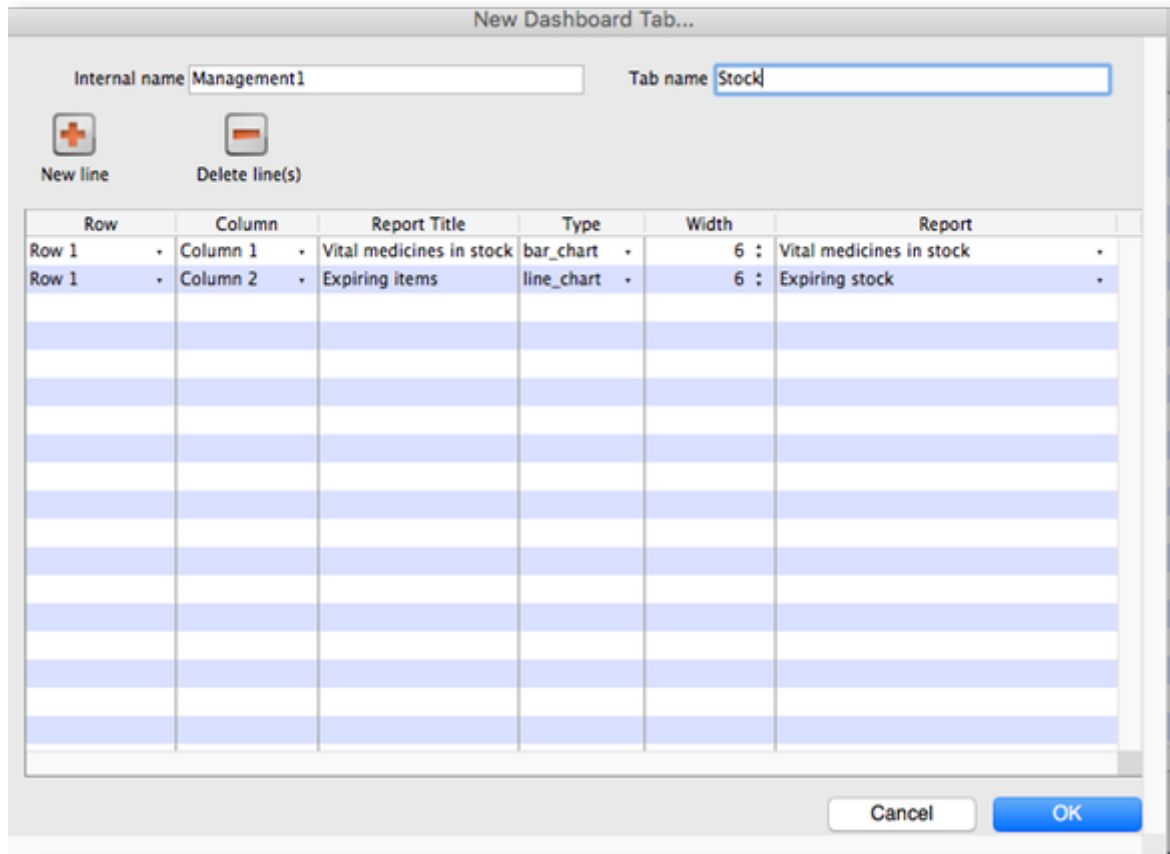 New Dashboard Tab...
Internal name Management1 Tab name Stock
New line Delete line(s)
Row Column Report Title Type Width Report
Row 1 Column 1 Vital medicines in stock bar_chart 6 Vital medicines in stock
Row 1 Column 2 Expiring items line_chart 6 Expiring stock
Cancel OK